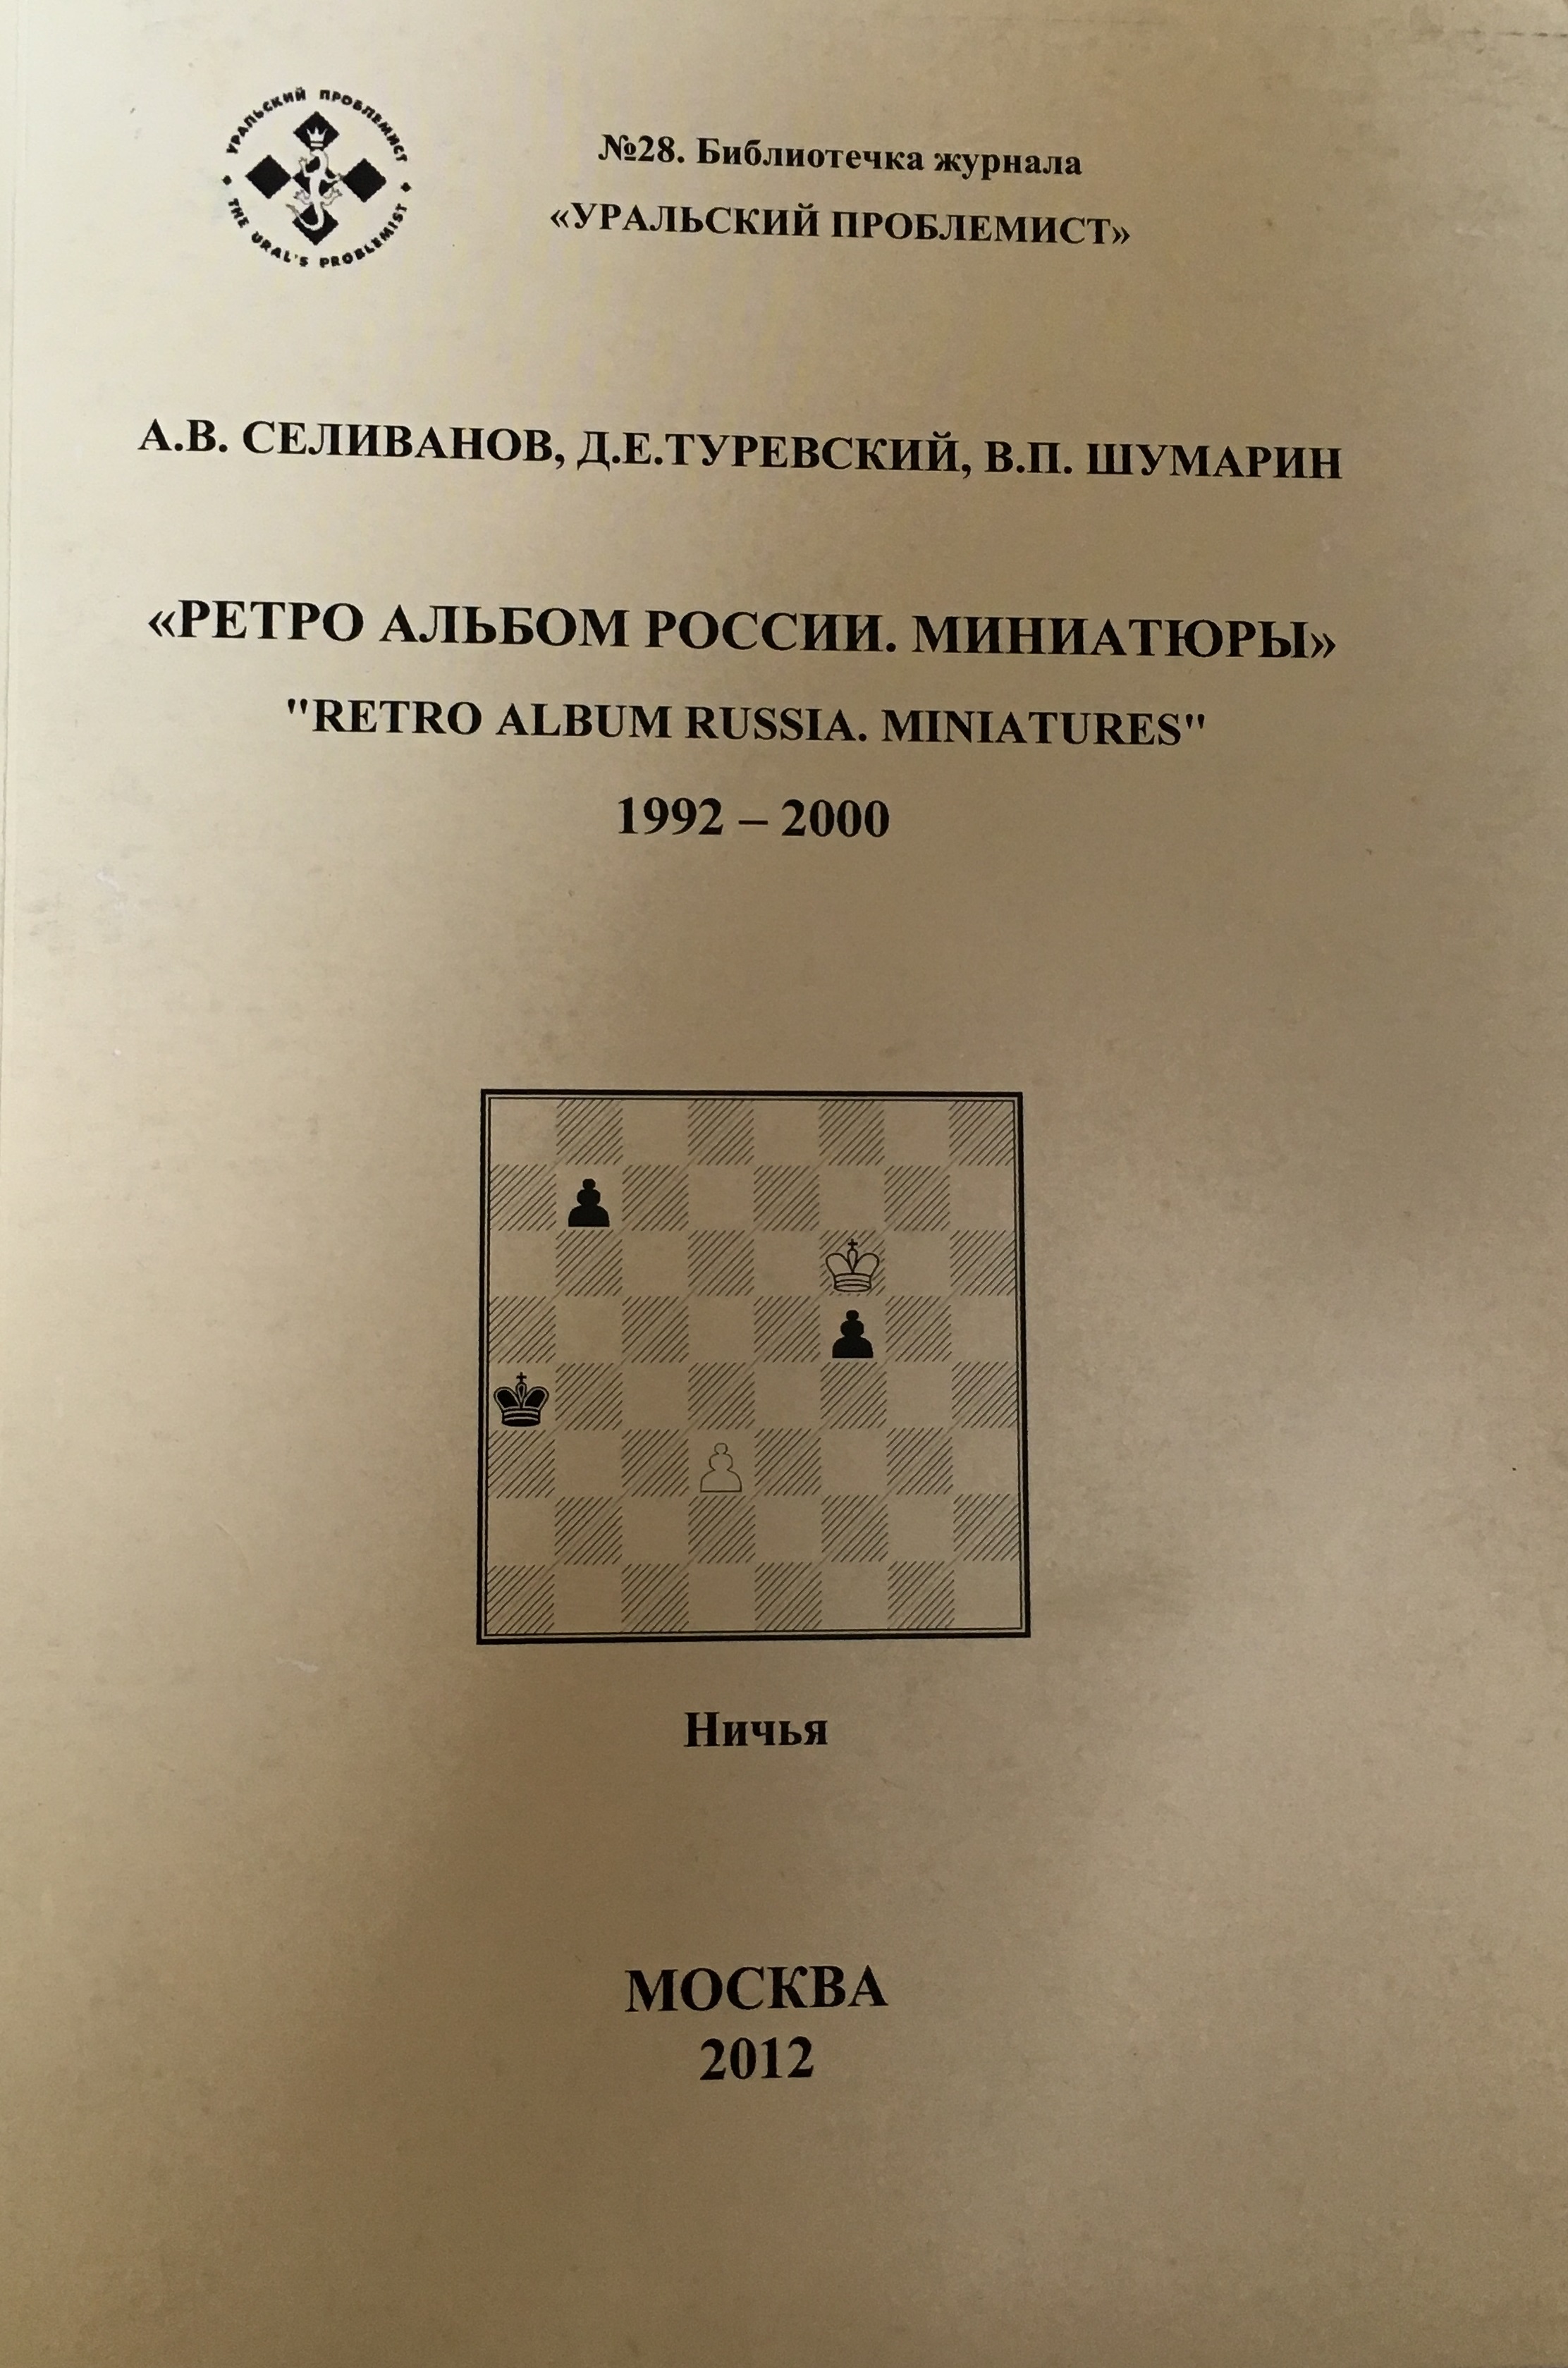 УРАЛЬСКИЙ ПРОБЛЕМИСТ
THE URAL'S PROBLEMIST
№28. Библиотечка журнала
«УРАЛЬСКИЙ ПРОБЛЕМИСТ»
А.В. СЕЛИВАНОВ, Д.Е.ТУРЕВСКИЙ, В.П. ШУМАРИН
«РЕТРО АЛЬБОМ РОССИИ. МИНИАТЮРЫ»
"RETRO ALBUM RUSSIA. MINIATURES"
1992 – 2000
Ничья
МОСКВА
2012